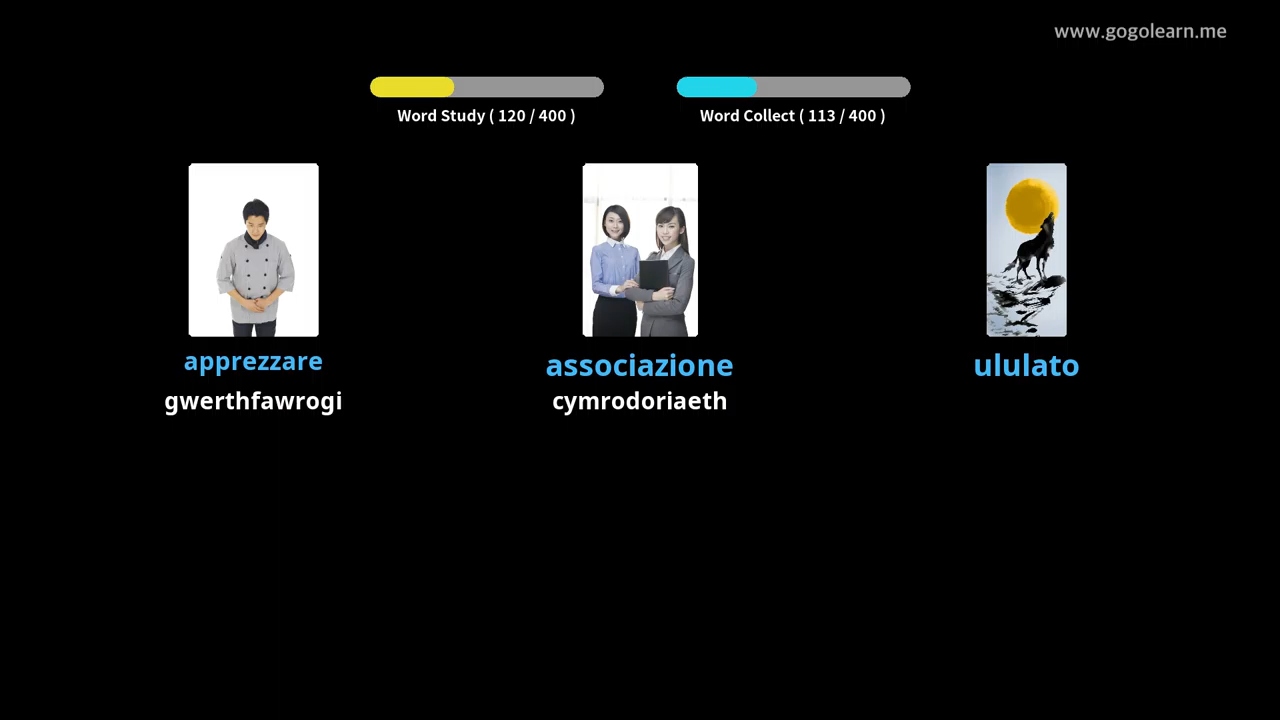 www.gogolearn.me
Word Study ( 120 / 400 )
Word Collect ( 113 / 400 )
apprezzare
gwerthfawrogi
associazione
cymrodoriaeth
ululato